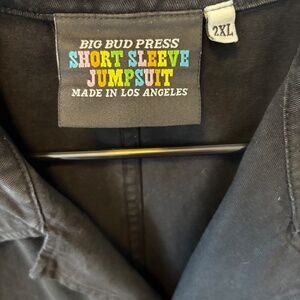 BIG BUD PRESS
SHORT SLEEVE
JUMPSUIT
MADE IN LOS ANGELES
2XL